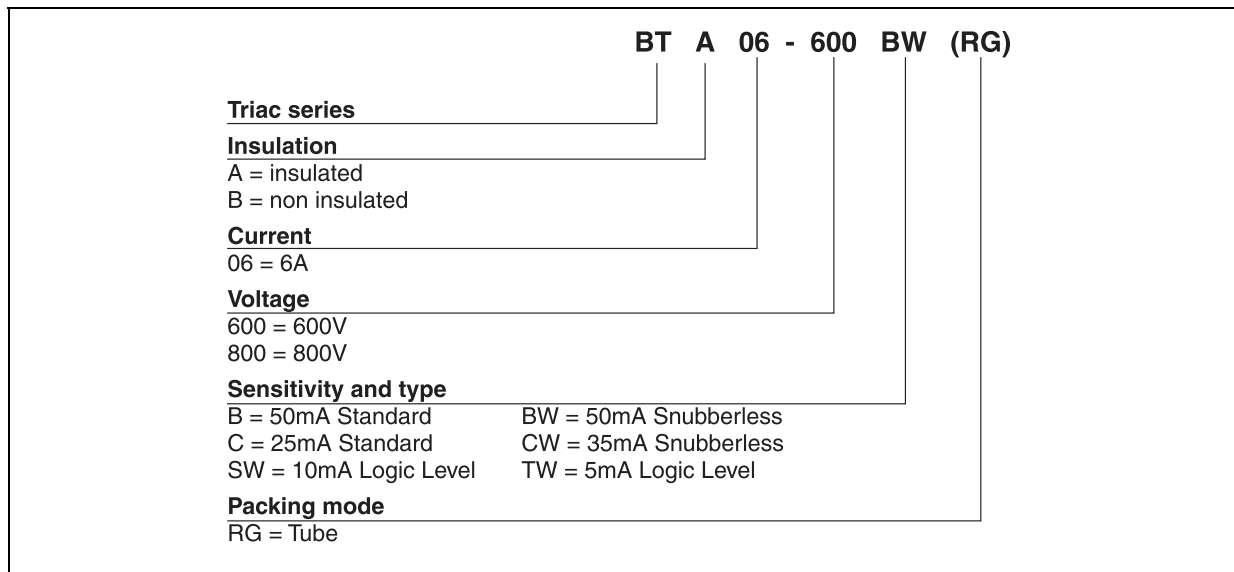 BT A 06 - 600 BW (RG)
Triac series
Insulation
A = insulated
B = non insulated
Current
06 = 6A
Voltage
600 = 600V
800 = 800V
Sensitivity and type
B = 50mA Standard BW = 50mA Snubberless
C = 25mA Standard CW = 35mA Snubberless
SW = 10mA Logic Level TW = 5mA Logic Level
Packing mode
RG = Tube